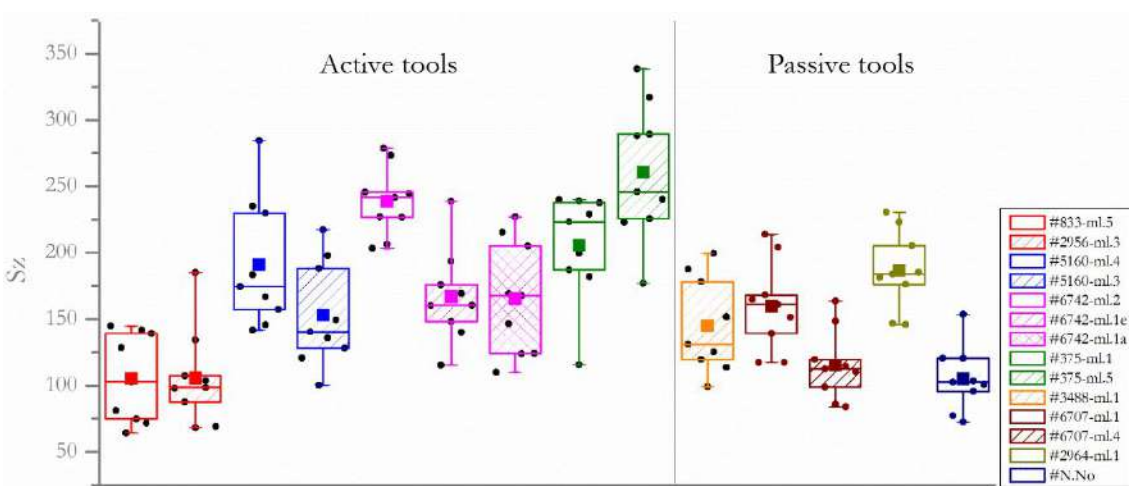 Active tools
Passive tools
350
300
250
200
150
100
50
Sz
#833-ml.5
#2956-ml.3
#5160-ml.4
#5160-ml.3
#6742-ml.2
#6742-ml.1e
#6742-ml.1a
#375-ml.1
#375-ml.5
#3488-ml.1
#6707-ml.1
#6707-ml.4
#2964-ml.1
#N.No